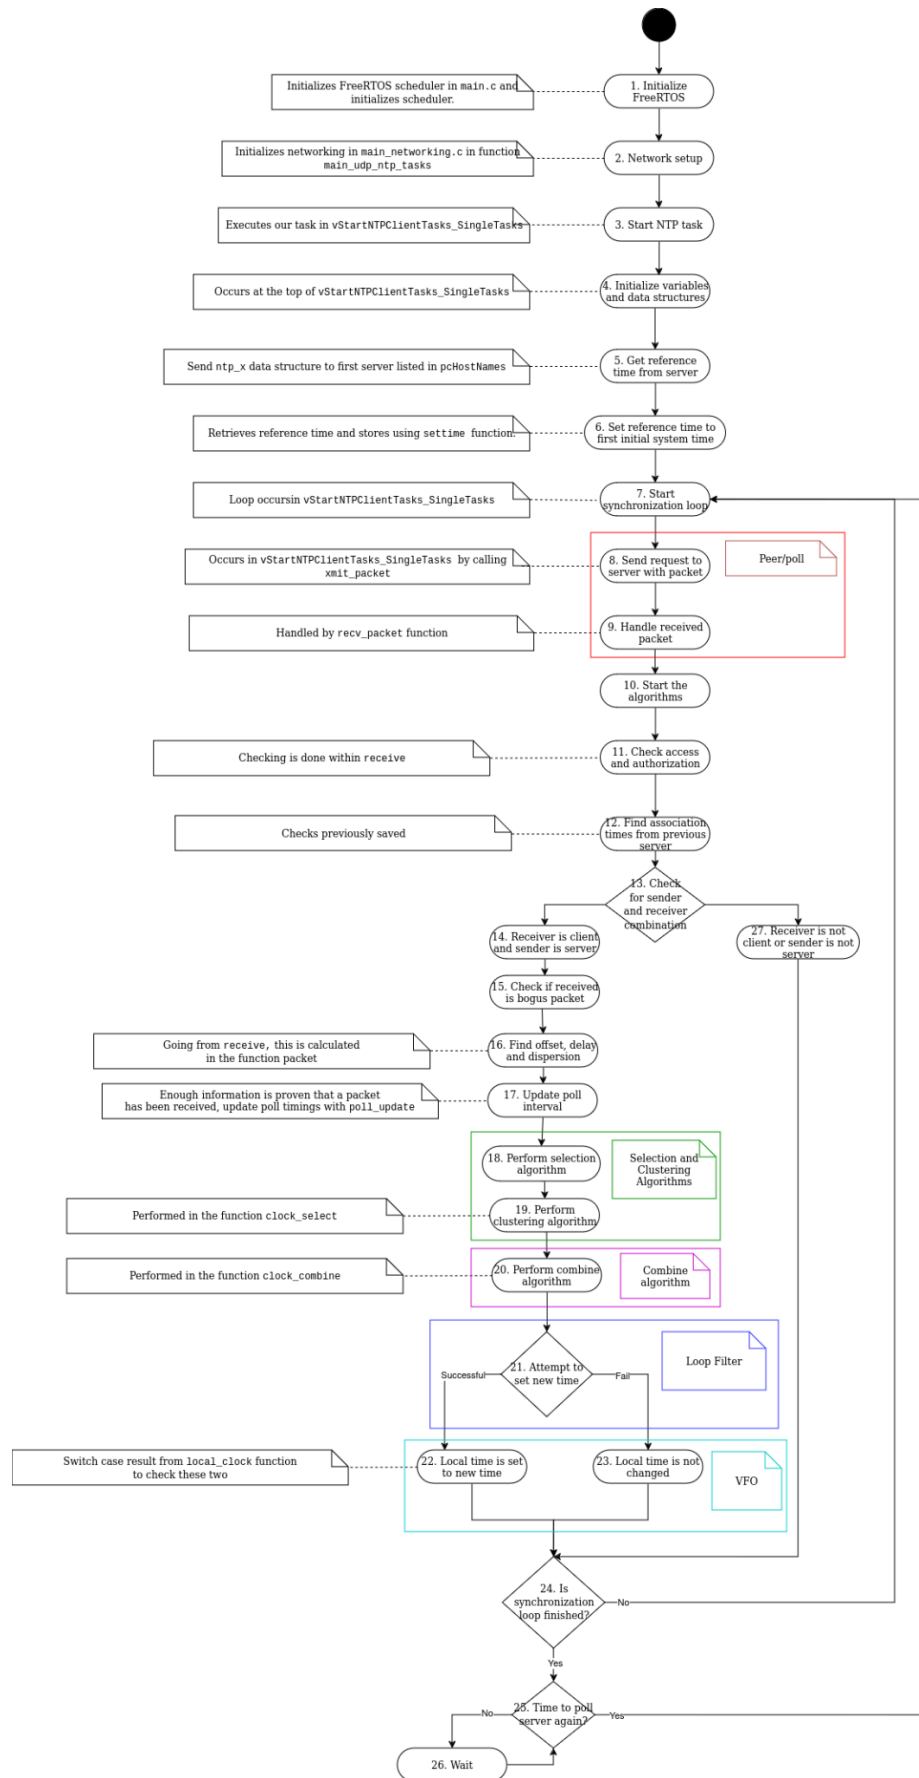 Initializes FreeRTOS scheduler in main.c and
initializes scheduler.
1. Initialize
FreeRTOS
Initializes networking in main_networking.c in function
main_udp_ntp_tasks
2. Network setup
Executes our task in vStartNTPClientTasks_SingleTasks
3. Start NTP task
Occurs at the top of vStartNTPClientTasks_SingleTasks
4. Initialize variables
and data structures
Send ntp_x data structure to first server listed in pcHostNames
5. Get reference
time from server
Retrieves reference time and stores using settime function.
6. Set reference time to
first initial system time
Loop occursin vStartNTPClientTasks_SingleTasks
7. Start
synchronization loop
Occurs in vStartNTPClientTasks_SingleTasks by calling
xmit_packet
8. Send request to
server with packet
Peer/poll
Handled by recv_packet function
9. Handle received
packet
10. Start the
algorithms
Checking is done within receive
11. Check access
and authorization
Checks previously saved
12. Find association
times from previous
server
13. Check
for sender
and receiver
combination
14. Receiver is client
and sender is server
27. Receiver is not
client or sender is not
server
15. Check if received
is bogus packet
Going from receive, this is calculated
in the function packet
16. Find offset, delay
and dispersion
Enough information is proven that a packet
has been received, update poll timings with poll_update
17. Update poll
interval
18. Perform selection
algorithm
Selection and
Clustering
Algorithms
Performed in the function clock_select
19. Perform
clustering algorithm
Performed in the function clock_combine
20. Perform combine
algorithm
Combine
algorithm
21. Attempt to
set new time
Loop Filter
Successful
Fail
Switch case result from local_clock function
to check these two
22. Local time is set
to new time
23. Local time is not
changed
VFO
24. Is
synchronization
loop finished?
No
Yes
25. Time to poll
server again?
No
Yes
26. Wait